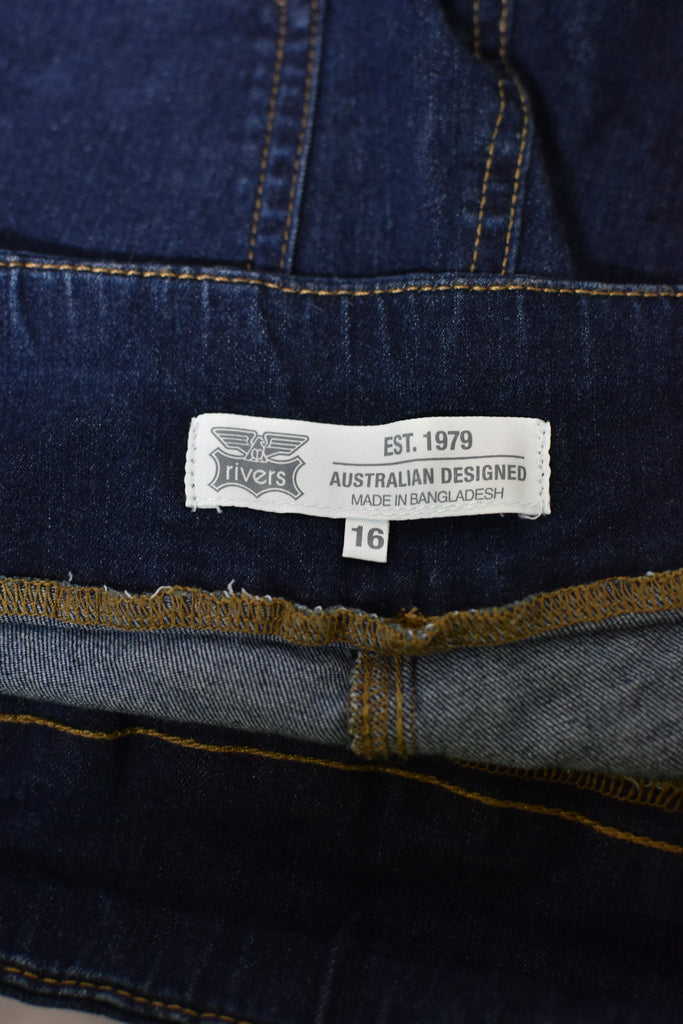 rivers
EST. 1979
AUSTRALIAN DESIGNED
MADE IN BANGLADESH
16